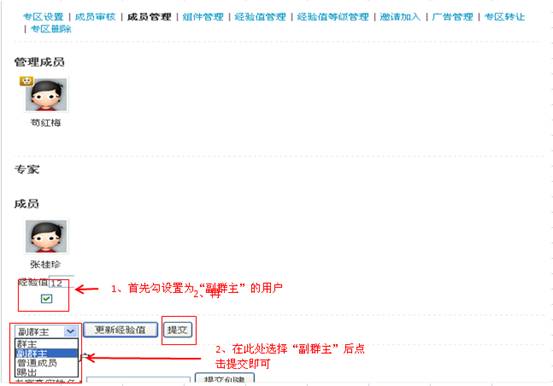 专区设置 | 成员审核 | 成员管理 | 组件管理 | 经验值管理 | 经验值等级管理 | 邀请加入 | 广告管理 | 专区转让
| 专区删除
管理成员
苟红梅
专家
成员
张桂珍
经验值 12
1、首先勾设置为“副群主”的用户
2、再
副群主 更新经验值 提交
群主
副群主
普通成员
踢出
2、在此处选择“副群主”后点
击提交即可
提交创建